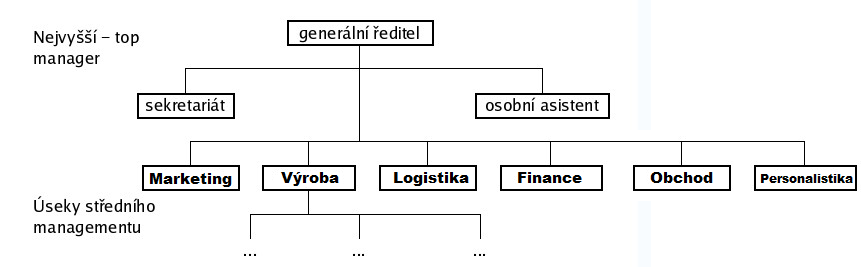 generální ředitel
Nejvyšší – top
manager
sekretariát
osobní asistent
Marketing
Výroba
Logistika
Finance
Obchod
Personalistika
Úseky středního
managementu
...
...
...